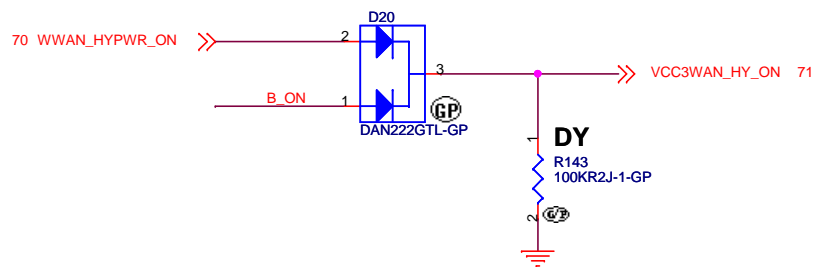 D20
70 WWAN_HYPWR_ON 2
3 VCC3WAN_HY_ON 71
B_ON 1
GP
DAN222GTL-GP
1 DY
R143
100KR2J-1-GP
2 G/P